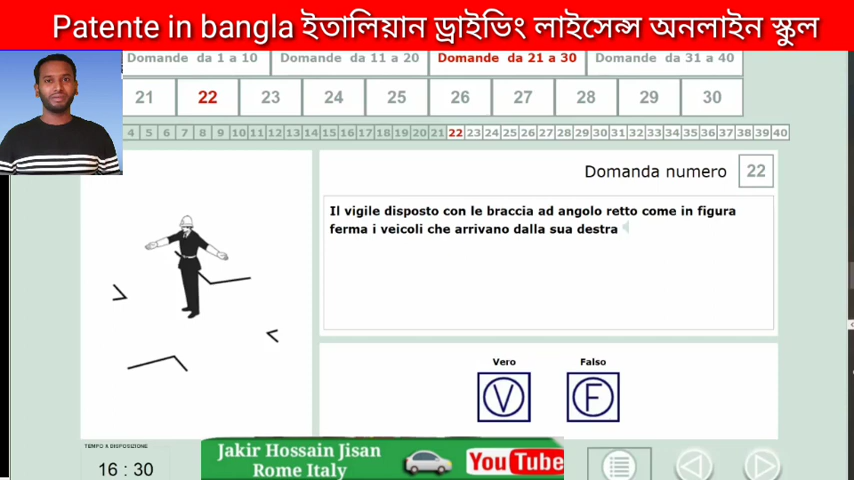 Patente in bangla ইতালিয়ান ড্রাইভিং লাইসেন্স অনলাইন স্কুল
Domande da 1 a 10 Domande da 11 a 20 Domande da 21 a 30 Domande da 31 a 40
21 22 23 24 25 26 27 28 29 30
4 5 6 7 8 9 10 11 12 13 14 15 16 17 18 19 20 21 22 23 24 25 26 27 28 29 30 31 32 33 34 35 36 37 38 39 40
Domanda numero 22
Il vigile disposto con le braccia ad angolo retto come in figura
ferma i veicoli che arrivano dalla sua destra
Vero Falso
V F
TEMPO A DISPOSIZIONE
16 : 30
Jakir Hossain Jisan
Rome Italy
YouTube